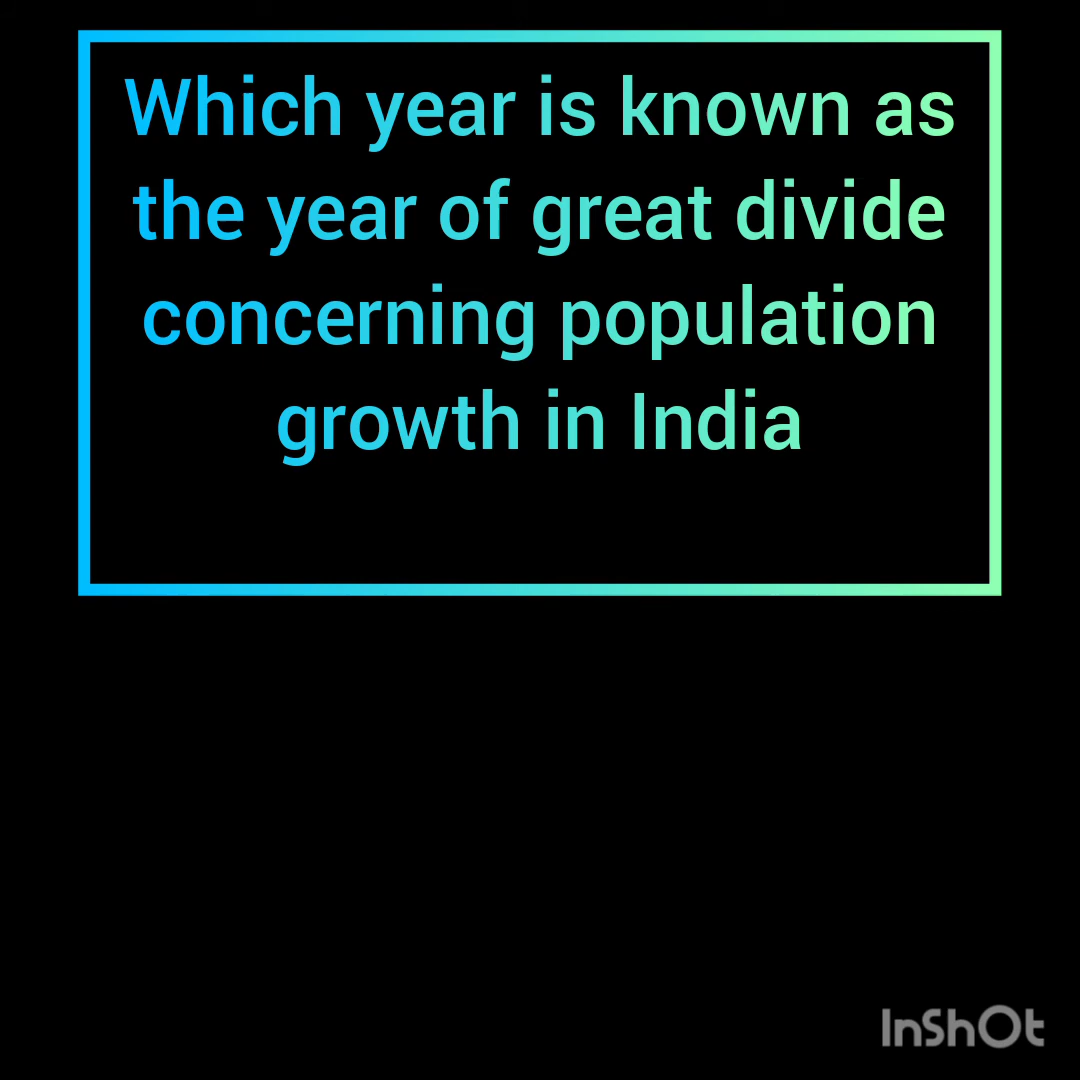 Which year is known as
the year of great divide
concerning population
growth in India
InShOt